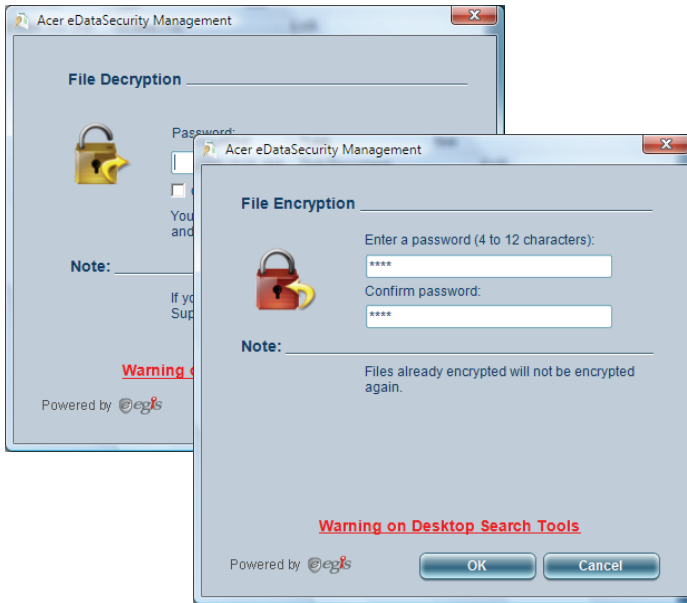 Acer eDataSecurity Management
File Decryption
Password:
You
and
Note:
If yo
Sup
Warning o
Powered by egis
Acer eDataSecurity Management
File Encryption
Enter a password (4 to 12 characters):
****
Confirm password:
****
Note:
Files already encrypted will not be encrypted
again.
Warning on Desktop Search Tools
Powered by egis
OK
Cancel